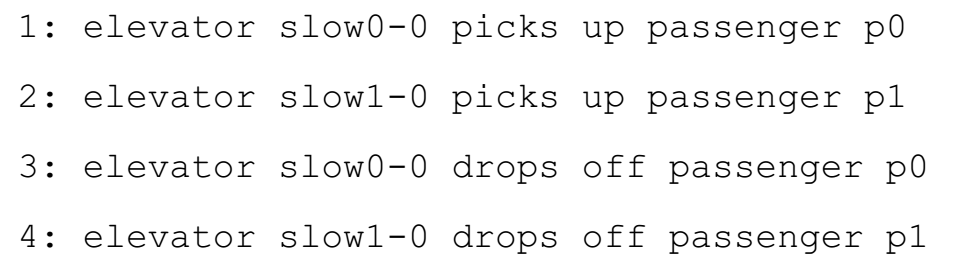 1: elevator slow0-0 picks up passenger p0
2: elevator slow1-0 picks up passenger p1
3: elevator slow0-0 drops off passenger p0
4: elevator slow1-0 drops off passenger p1